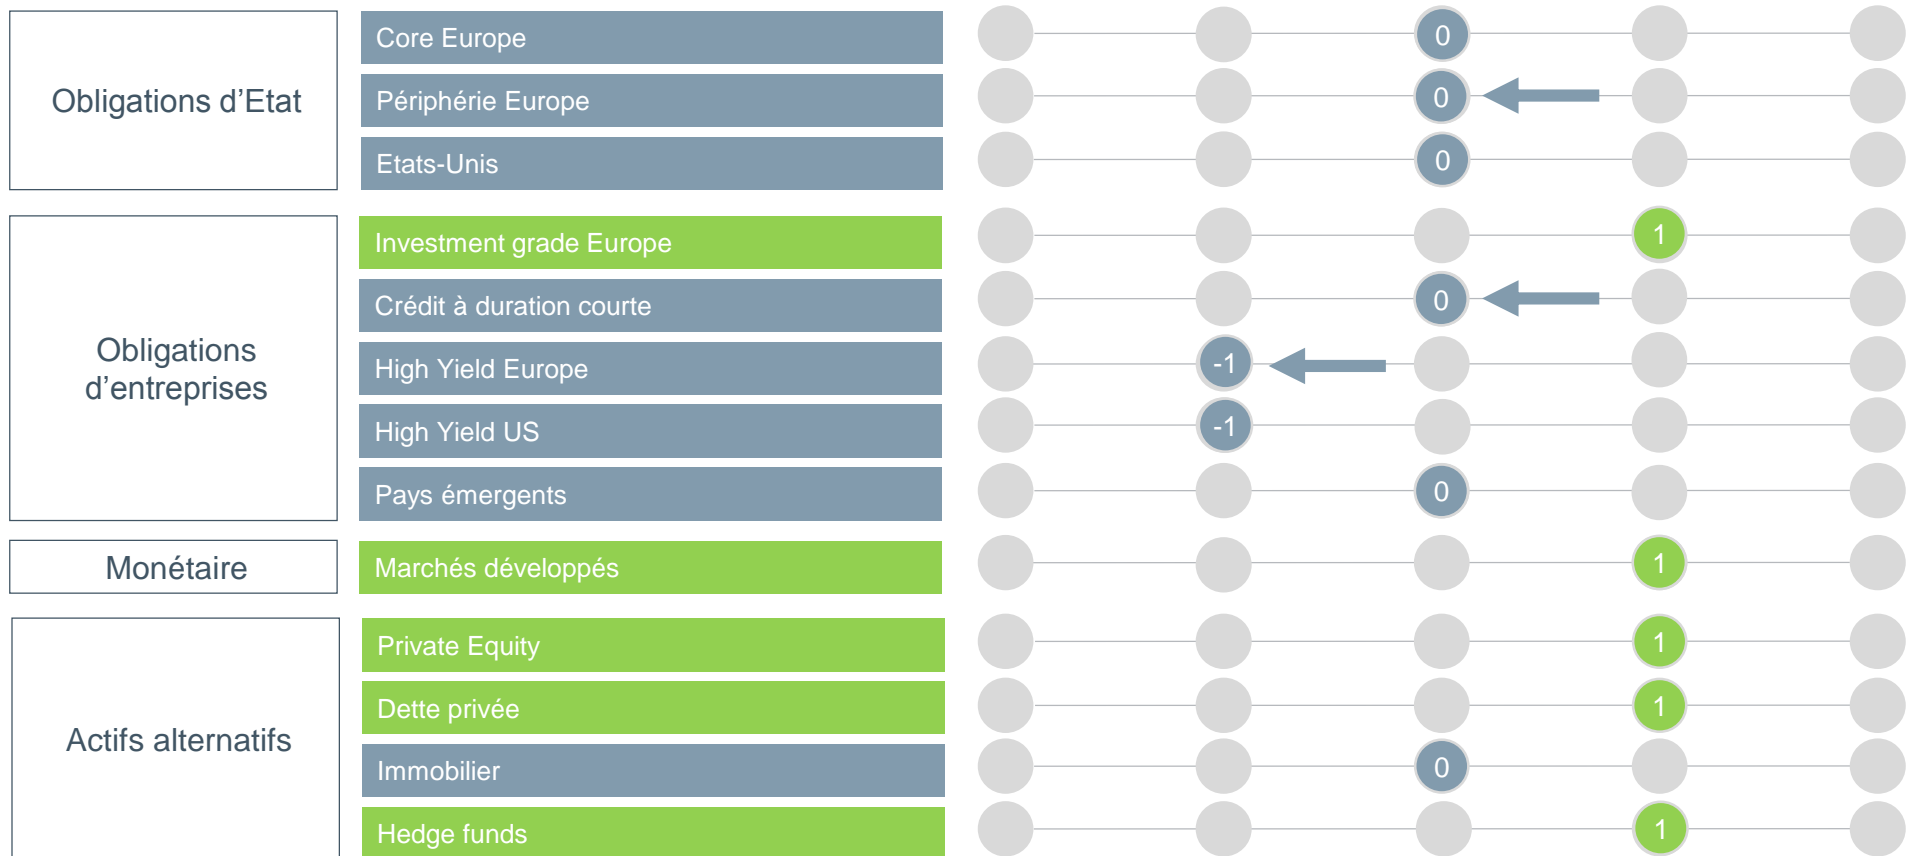 Obligations d’Etat
Core Europe
0
Périphérie Europe
0
Etats-Unis
0
Obligations
d’entreprises
Investment grade Europe
1
Crédit à duration courte
0
High Yield Europe
-1
High Yield US
-1
Pays émergents
0
Monétaire
Marchés développés
1
Actifs alternatifs
Private Equity
1
Dette privée
1
Immobilier
0
Hedge funds
1